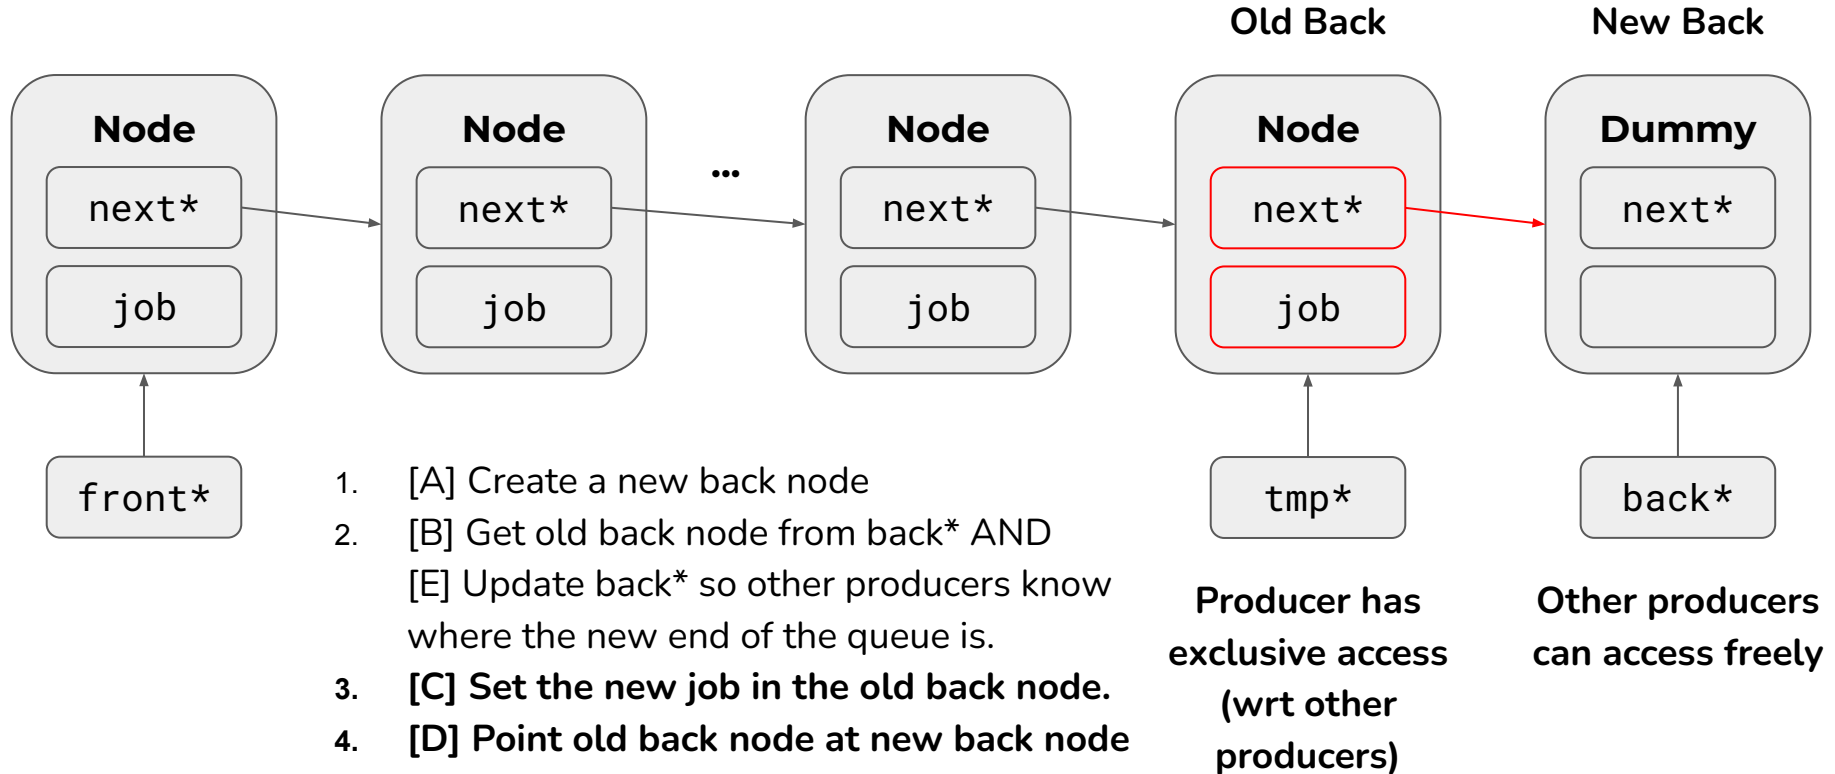 Old Back
New Back
Node
Node
Node
Node
Dummy
...
next*
next*
next*
next*
next*
job
job
job
job
front*
tmp*
back*
1. [A] Create a new back node
2. [B] Get old back node from back* AND
[E] Update back* so other producers know
where the new end of the queue is.
3. [C] Set the new job in the old back node.
4. [D] Point old back node at new back node
Producer has
exclusive access
(wrt other
producers)
Other producers
can access freely